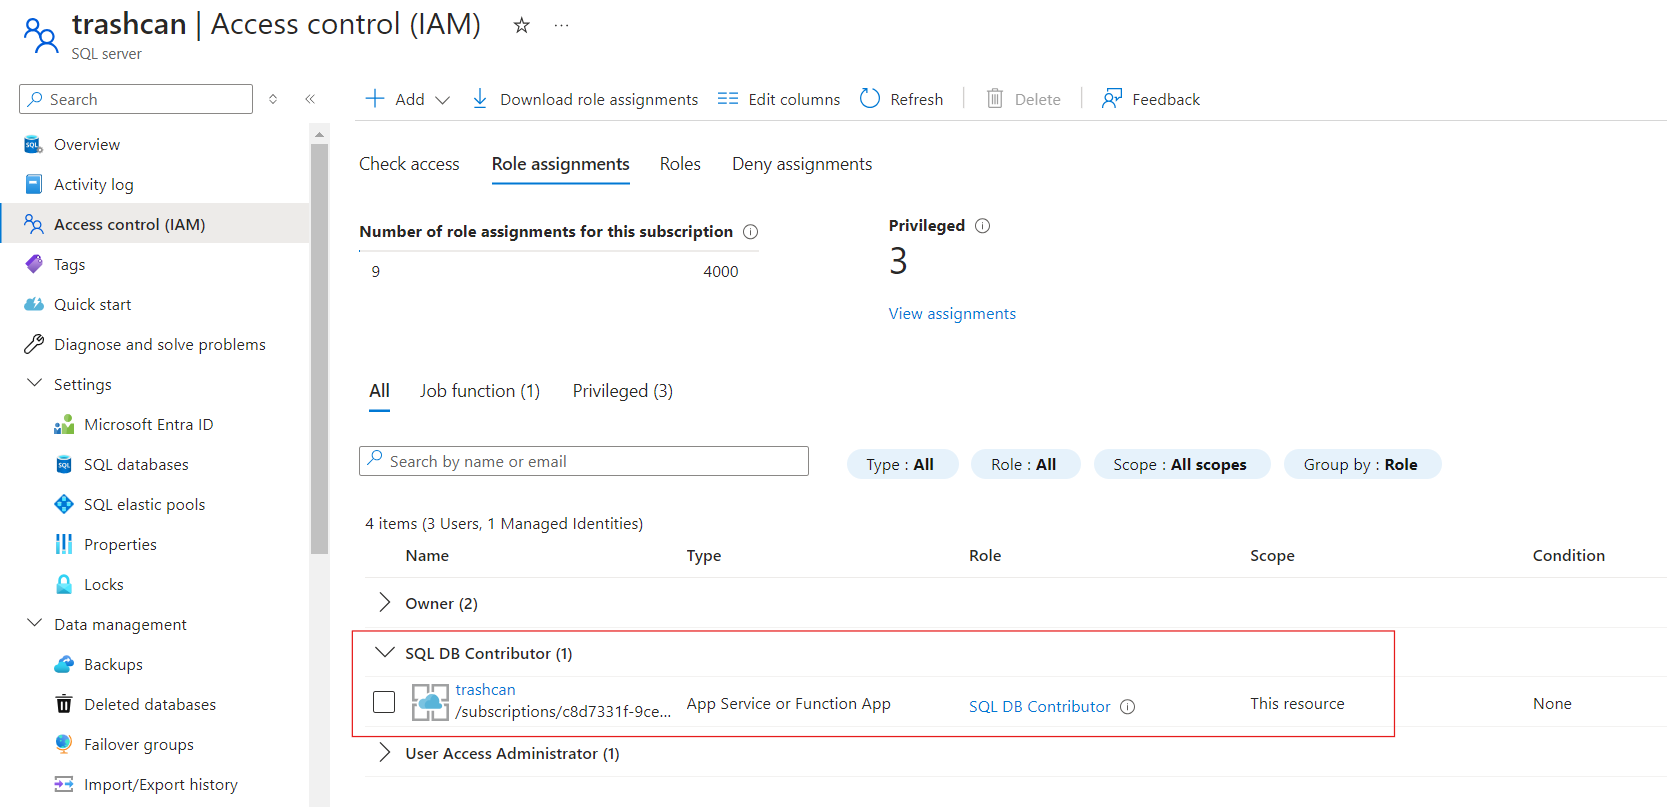 trashcan | Access control (IAM)
SQL server
Search
Overview
Activity log
Access control (IAM)
Tags
Quick start
Diagnose and solve problems
Settings
Microsoft Entra ID
SQL databases
SQL elastic pools
Properties
Locks
Data management
Backups
Deleted databases
Failover groups
Import/Export history
Add
Download role assignments
Edit columns
Refresh
Delete
Feedback
Check access
Role assignments
Roles
Deny assignments
Number of role assignments for this subscription
9 4000
Privileged
3
View assignments
All
Job function (1)
Privileged (3)
Search by name or email
Type : All
Role : All
Scope : All scopes
Group by : Role
4 items (3 Users, 1 Managed Identities)
Name Type Role Scope Condition
Owner (2)
SQL DB Contributor (1)
trashcan
/subscriptions/c8d7331f-9ce...
App Service or Function App
SQL DB Contributor
This resource
None
User Access Administrator (1)